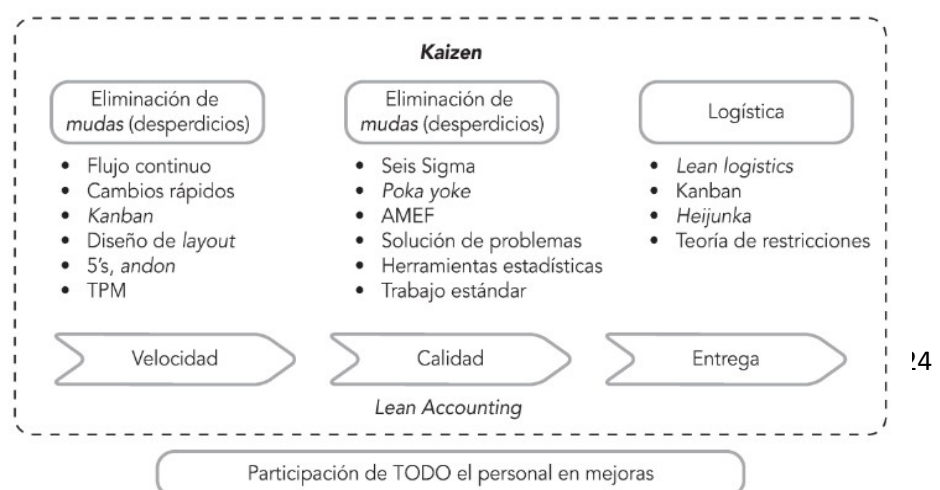 Kaizen
Eliminación de
mudas (desperdicios)
• Flujo continuo
• Cambios rápidos
• Kanban
• Diseño de layout
• 5's, andon
• TPM
Eliminación de
mudas (desperdicios)
• Seis Sigma
• Poka yoke
• AMEF
• Solución de problemas
• Herramientas estadísticas
• Trabajo estándar
Logística
• Lean logistics
• Kanban
• Heijunka
• Teoría de restricciones
Velocidad
Calidad
Entrega
Lean Accounting
Participación de TODO el personal en mejoras